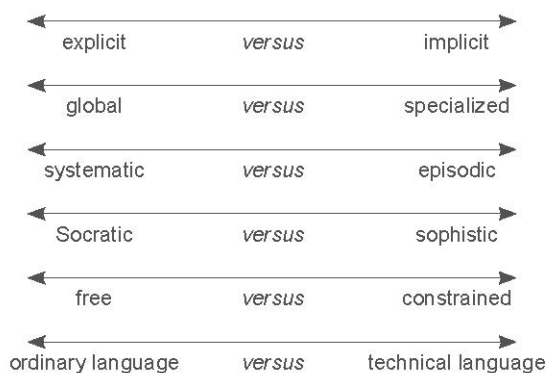 explicit versus implicit
global versus specialized
systematic versus episodic
Socratic versus sophistic
free versus constrained
ordinary language versus technical language